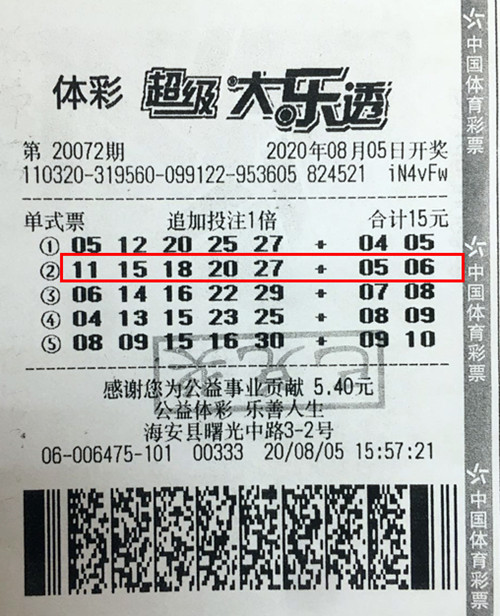 体彩 超级大乐透
第 20072期 2020年08月05日开奖
110320-319560-099122-953605 824521 iN4vFw
单式票 追加投注1倍 合计15元
① 05 12 20 25 27 + 04 05
② 11 15 18 20 27 + 05 06
③ 06 14 16 22 29 + 07 08
④ 04 13 15 23 25 + 08 09
⑤ 08 09 15 16 30 + 09 10
已兑奖
感谢您为公益事业贡献 5.40元
公益体彩 乐善人生
海安县曙光中路3-2号
06-006475-101 00333 20/08/05 15:57:21
中国体育彩票
中国体育彩票
中国体育彩票